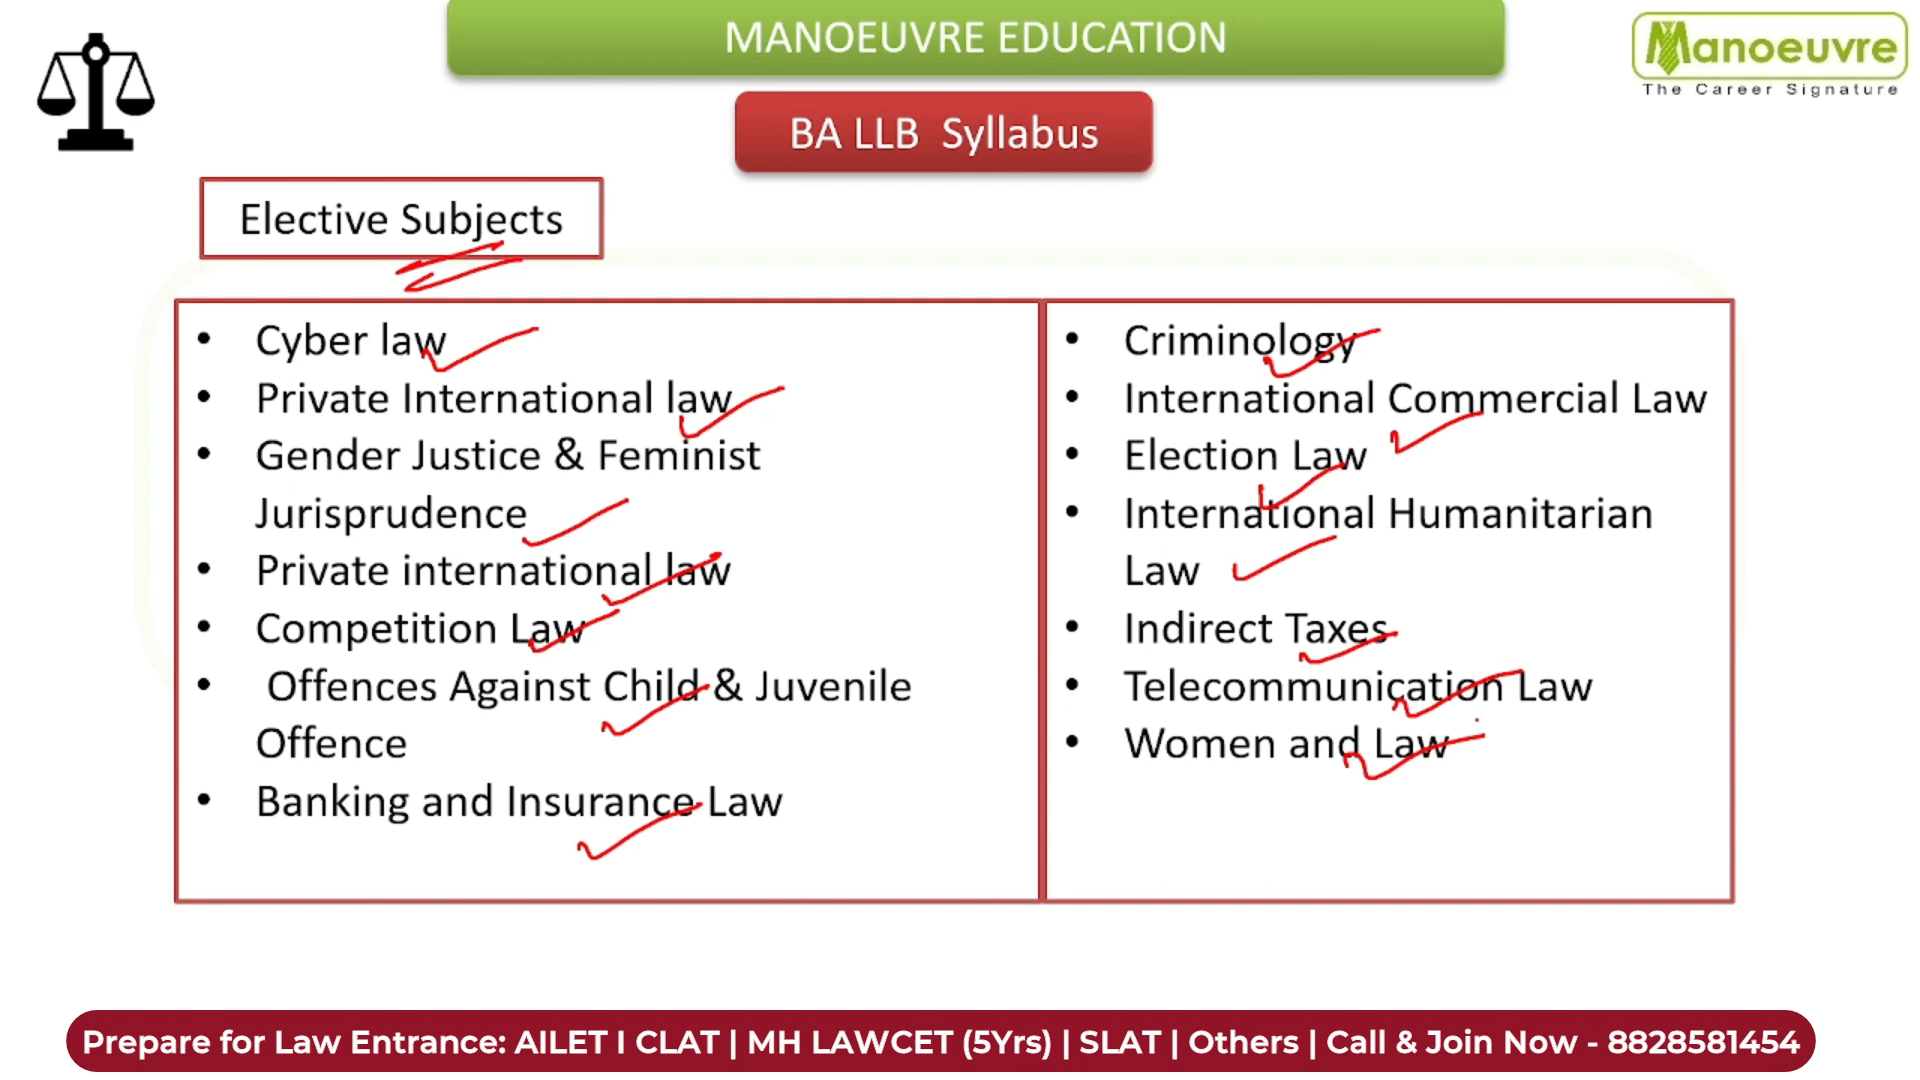 MANOEUVRE EDUCATION
Manoeuvre
The Career Signature
BA LLB Syllabus
Elective Subjects
• Cyber law
• Private International law
• Gender Justice & Feminist
Jurisprudence
• Private international law
• Competition Law
• Offences Against Child & Juvenile
Offence
• Banking and Insurance Law
• Criminology
• International Commercial Law
• Election Law
• International Humanitarian
Law
• Indirect Taxes
• Telecommunication Law
• Women and Law
Prepare for Law Entrance: AILET I CLAT | MH LAWCET (5Yrs) | SLAT | Others | Call & Join Now - 8828581454